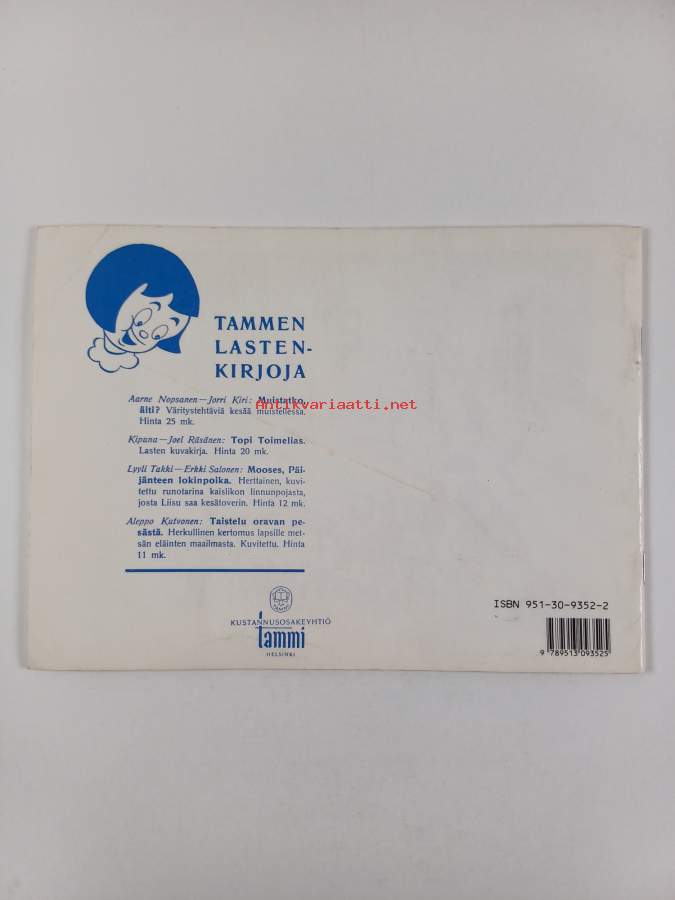 TAMMEN
LASTEN-
KIRJOJA
Aarne Nopsanen—Jorri Kiri: Muistatko,
äiti? Väritystehtäviä kesää muistellessa.
Hinta 25 mk.
Antikvariaatti.net
Kipana—Joel Räsänen: Topi Toimelias.
Lasten kuvakirja. Hinta 20 mk.
Lyyli Takki—Erkki Salonen: Mooses, Päi-
jänteen lokinpoika. Herttainen, kuvi-
tettu runotarina kaislikon linnunpojasta,
josta Liisu saa kesätoverin. Hinta 12 mk.
Aleppo Kutvonen: Taistelu oravan pe-
sästä. Herkullinen kertomus lapsille met-
sän eläinten maailmasta. Kuvitettu. Hinta
11 mk.
KUSTANNUSOSAKEYHTIÖ
tammi
HELSINKI
ISBN 951-30-9352-2
9 789513 093525